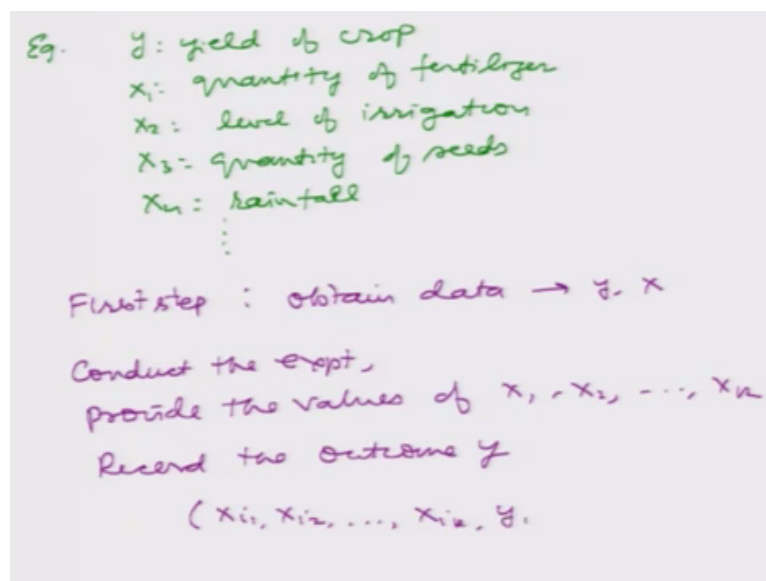 Eg. y: yield of crop
x₁: quantity of fertilizer
x₂: level of irrigation
x₃: quantity of seeds
x₄: rainfall
⋮
First step : obtain data → y, x
Conduct the expt,
provide the values of x₁, x₂, ..., xₖ
Record the outcome y
(xᵢ₁, xᵢ₂, ..., xᵢₖ, y.